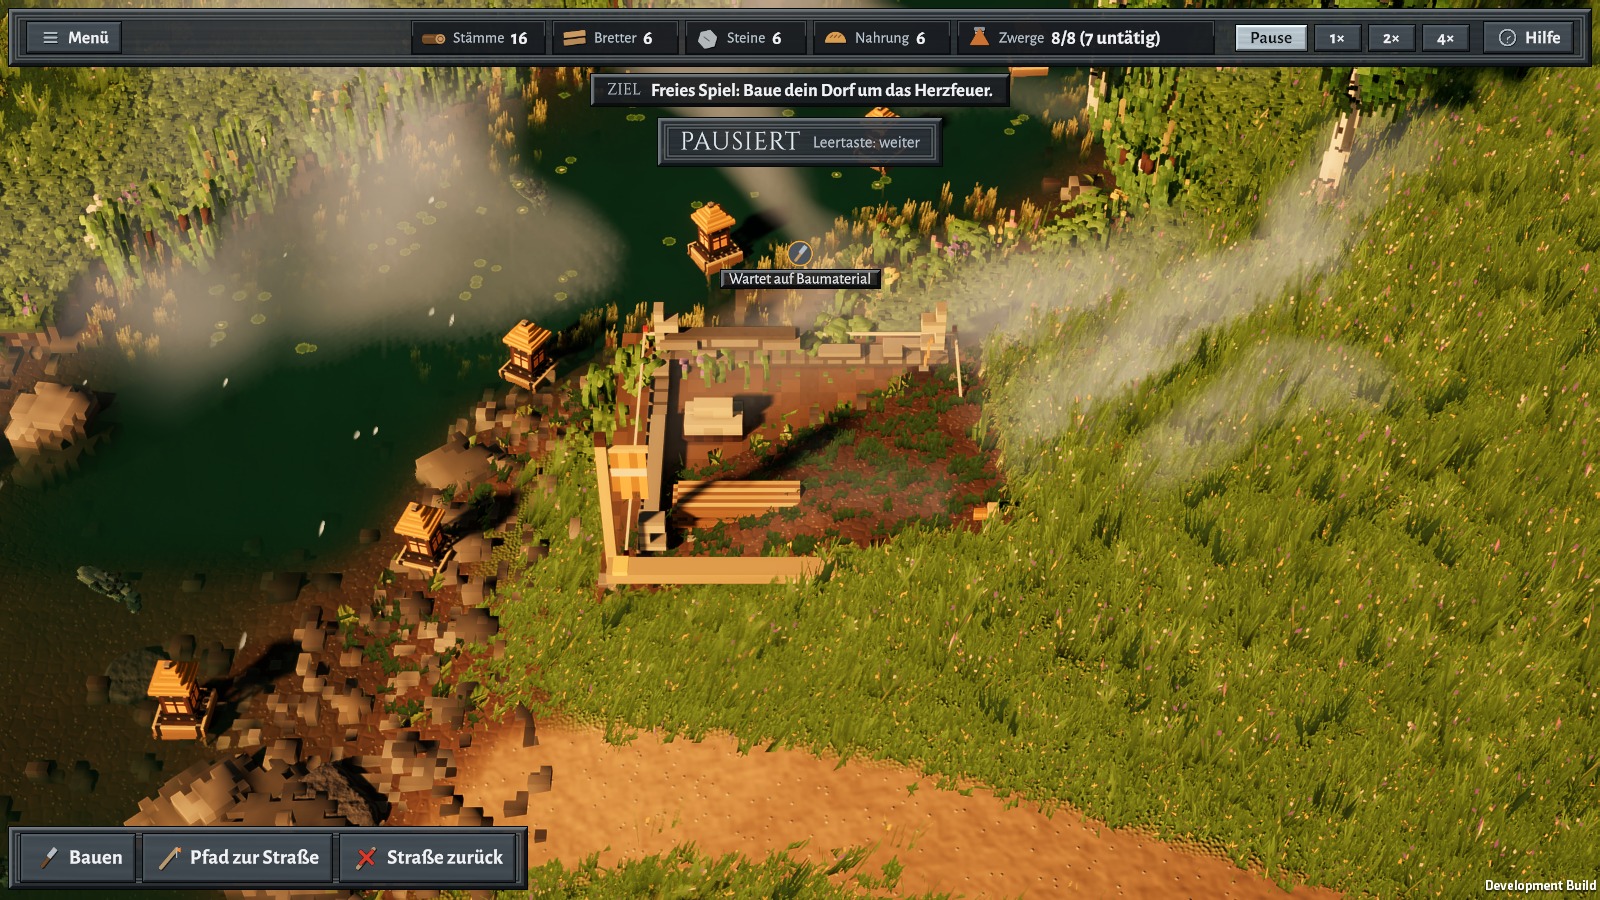 Menü
Stämme 16
Bretter 6
Steine 6
Nahrung 6
Zwerge 8/8 (7 untätig)
Pause
1×
2×
4×
Hilfe
ZIEL Freies Spiel: Baue dein Dorf um das Herzfeuer.
PAUSIERT Leertaste: weiter
Wartet auf Baumaterial
Bauen
Pfad zur Straße
Straße zurück
Development Build